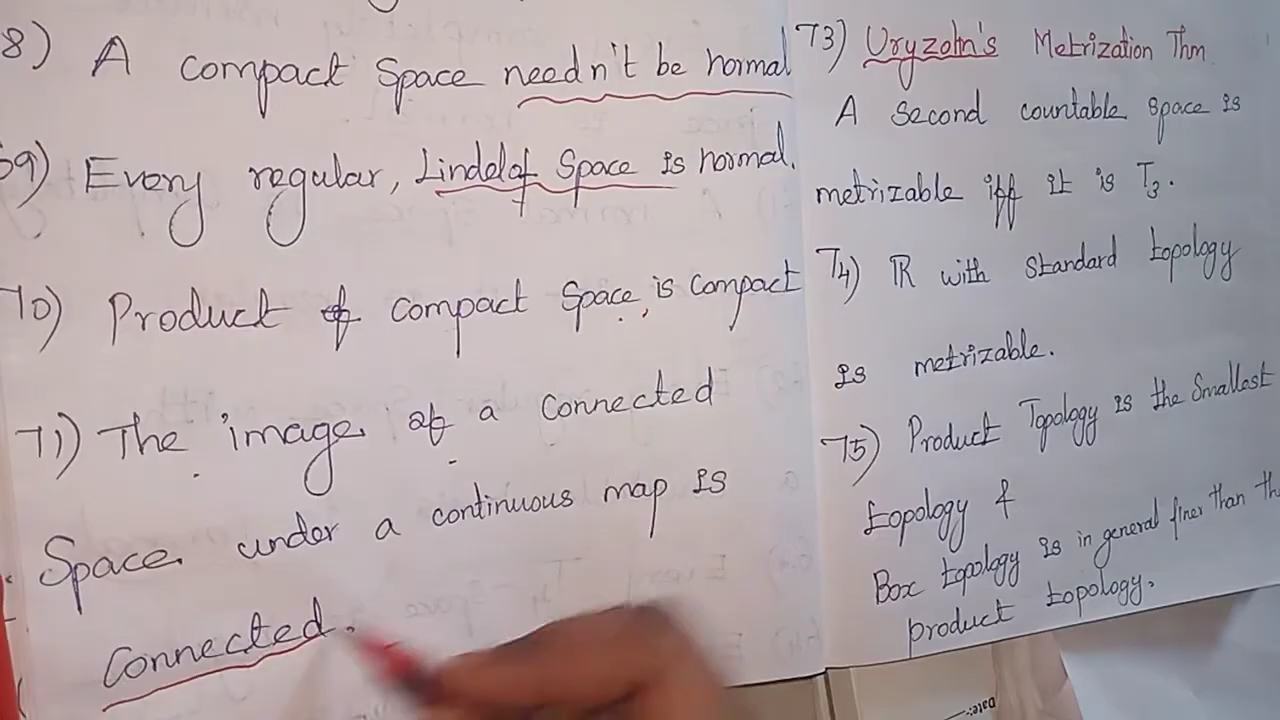 8) A compact Space needn't be normal
69) Every regular, Lindelof Space is normal.
70) Product of compact Space, is compact
71) The image of a connected
Space under a continuous map is
connected.
73) Uryzohn's Metrization Thm
A Second countable space is
metrizable iff it is T3.
74) ℝ with standard topology
is metrizable.
75) Product Topology is the Smallest
topology &
Box topology is in general finer than the
product topology.
Date: